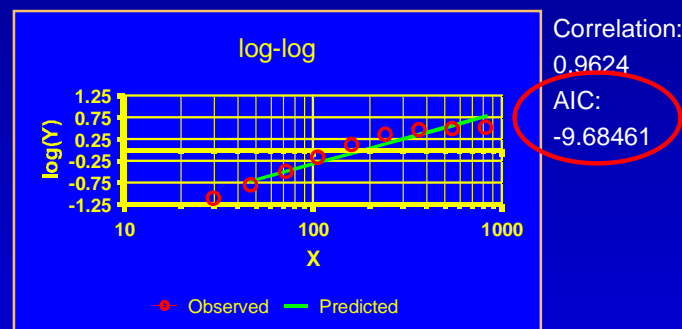 log-log
log(Y)
1.25
0.75
0.25
-0.25
-0.75
-1.25
10
100
1000
X
Observed
Predicted
Correlation:
0.9624
AIC:
-9.68461